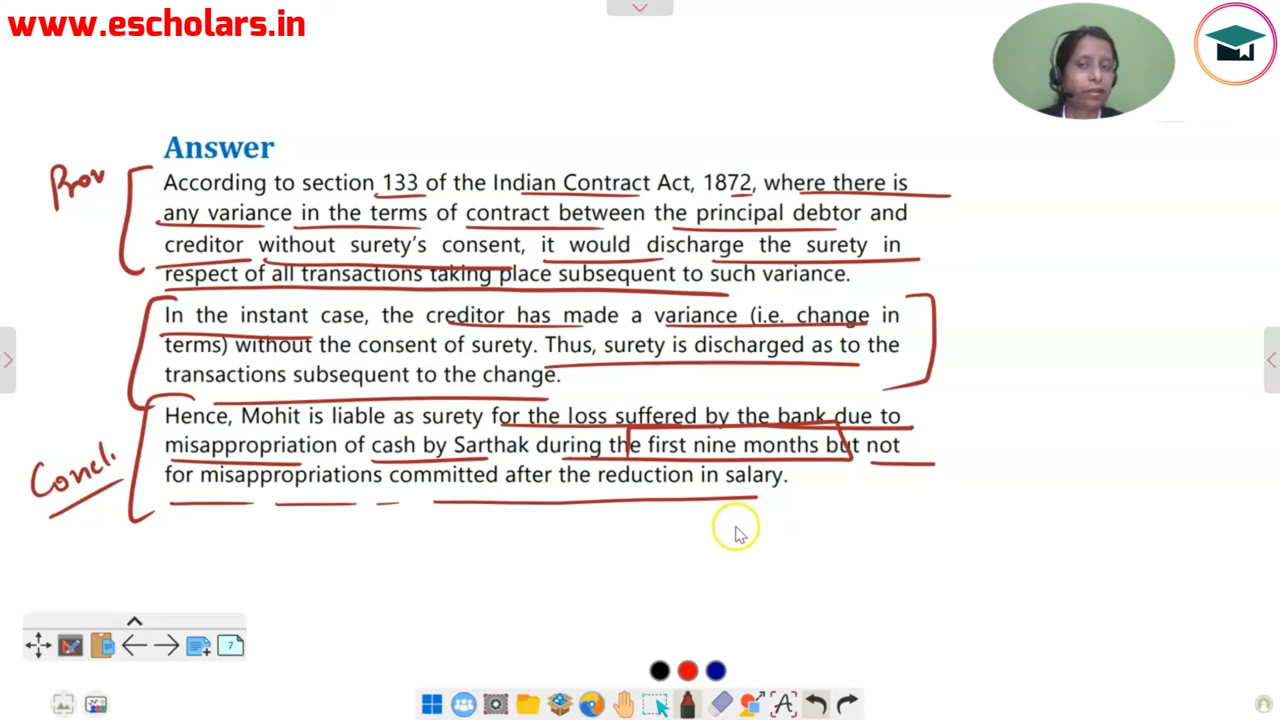 www.escholars.in
Answer
Prov
According to section 133 of the Indian Contract Act, 1872, where there is
any variance in the terms of contract between the principal debtor and
creditor without surety's consent, it would discharge the surety in
respect of all transactions taking place subsequent to such variance.
In the instant case, the creditor has made a variance (i.e. change in
terms) without the consent of surety. Thus, surety is discharged as to the
transactions subsequent to the change.
Hence, Mohit is liable as surety for the loss suffered by the bank due to
misappropriation of cash by Sarthak during the first nine months but not
for misappropriations committed after the reduction in salary.
Concl.
7